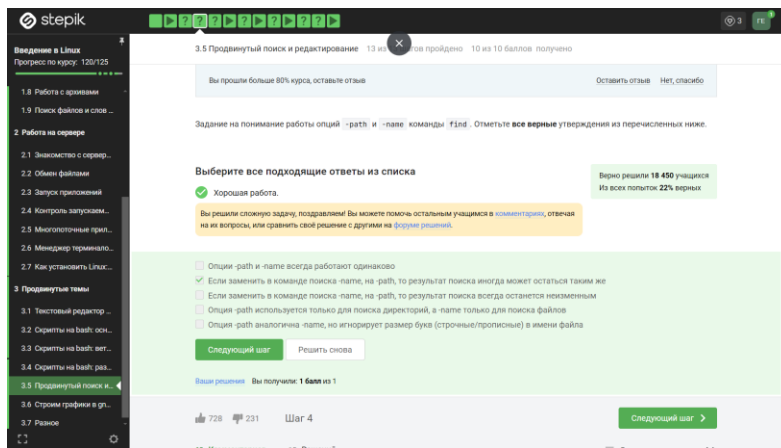 stepik
3
ГЕ
1
Введение в Linux
Прогресс по курсу: 120/125
1.8 Работа с архивами
1.9 Поиск файлов и слов ...
2 Работа на сервере
2.1 Знакомство с сервер...
2.2 Обмен файлами
2.3 Запуск приложений
2.4 Контроль запускаем...
2.5 Многопоточные прил...
2.6 Менеджер терминало...
2.7 Как установить Linux:...
3 Продвинутые темы
3.1 Текстовый редактор ...
3.2 Скрипты на bash: осн...
3.3 Скрипты на bash: вет...
3.4 Скрипты на bash: раз...
3.5 Продвинутый поиск и...
3.6 Строим графики в gn...
3.7 Разное
3.5 Продвинутый поиск и редактирование 13 из ов пройдено 10 из 10 баллов получено
Вы прошли больше 80% курса, оставьте отзыв
Оставить отзыв Нет, спасибо
Задание на понимание работы опций -path и -name команды find. Отметьте все верные утверждения из перечисленных ниже.
Выберите все подходящие ответы из списка
Хорошая работа.
Верно решили 18 450 учащихся
Из всех попыток 22% верных
Вы решили сложную задачу, поздравляем! Вы можете помочь остальным учащимся в комментариях, отвечая
на их вопросы, или сравнить своё решение с другими на форуме решений.
Опции -path и -name всегда работают одинаково
Если заменить в команде поиска -name, на -path, то результат поиска иногда может остаться таким же
Если заменить в команде поиска -name, на -path, то результат поиска всегда останется неизменным
Опция -path используется только для поиска директорий, а -name только для поиска файлов
Опция -path аналогична -name, но игнорирует размер букв (строчные/прописные) в имени файла
Следующий шаг
Решить снова
Ваши решения Вы получили: 1 балл из 1
728 231 Шаг 4
Следующий шаг